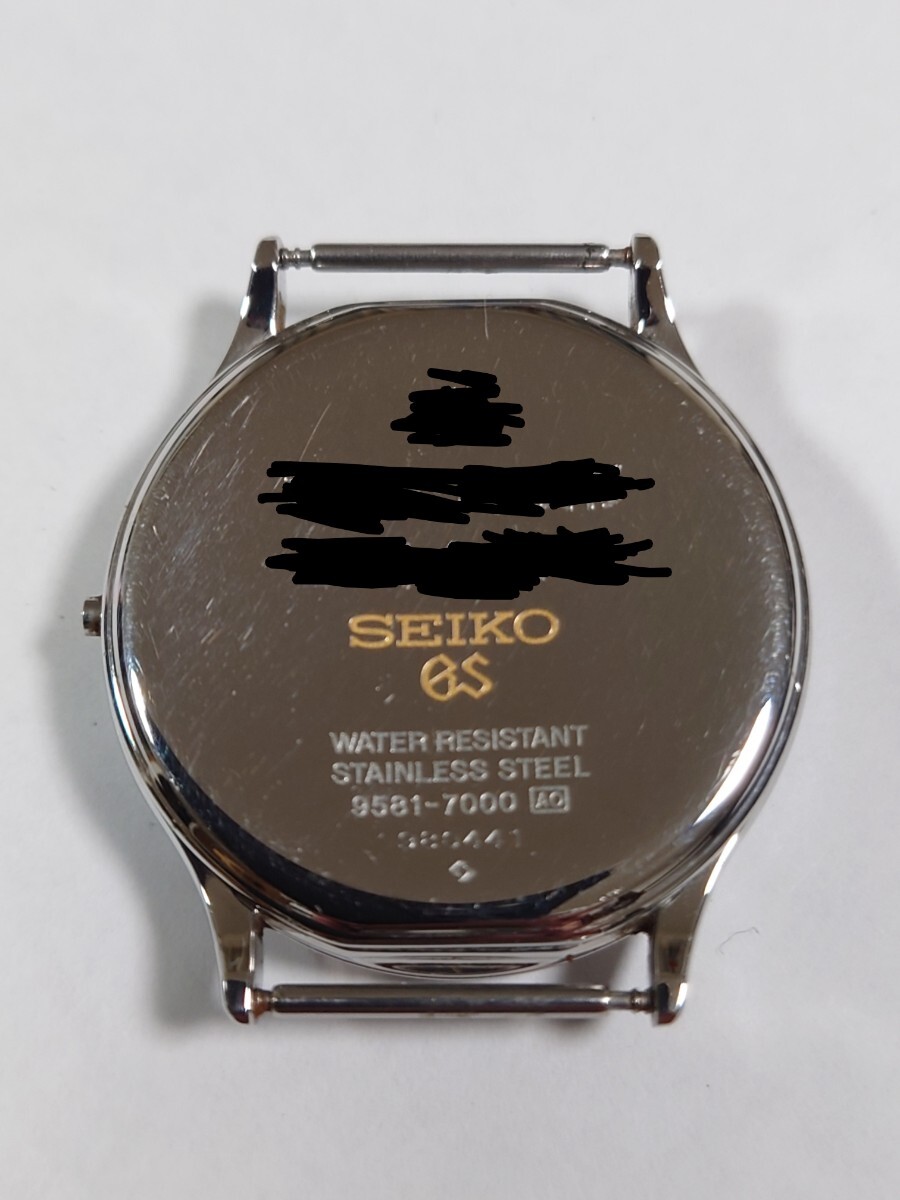 SEIKO
GS
WATER RESISTANT
STAINLESS STEEL
9581-7000 AO